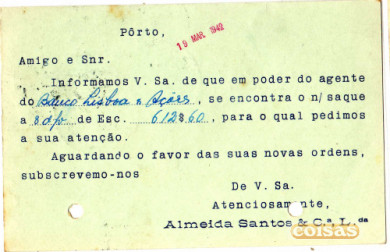 Pôrto,
19 MAR. 1942
Amigo e Snr.
Informamos V. Sa. de que em poder do agente
do Banco Lisboa & Açores, se encontra o n/ saque
a 8 d/v de Esc. 612$60, para o qual pedimos
a sua atenção.
Aguardando o favor das suas novas ordens,
subscrevemo-nos
De V. Sa.
Atenciosamente,
Almeida Santos & Cª. Lda
coisas